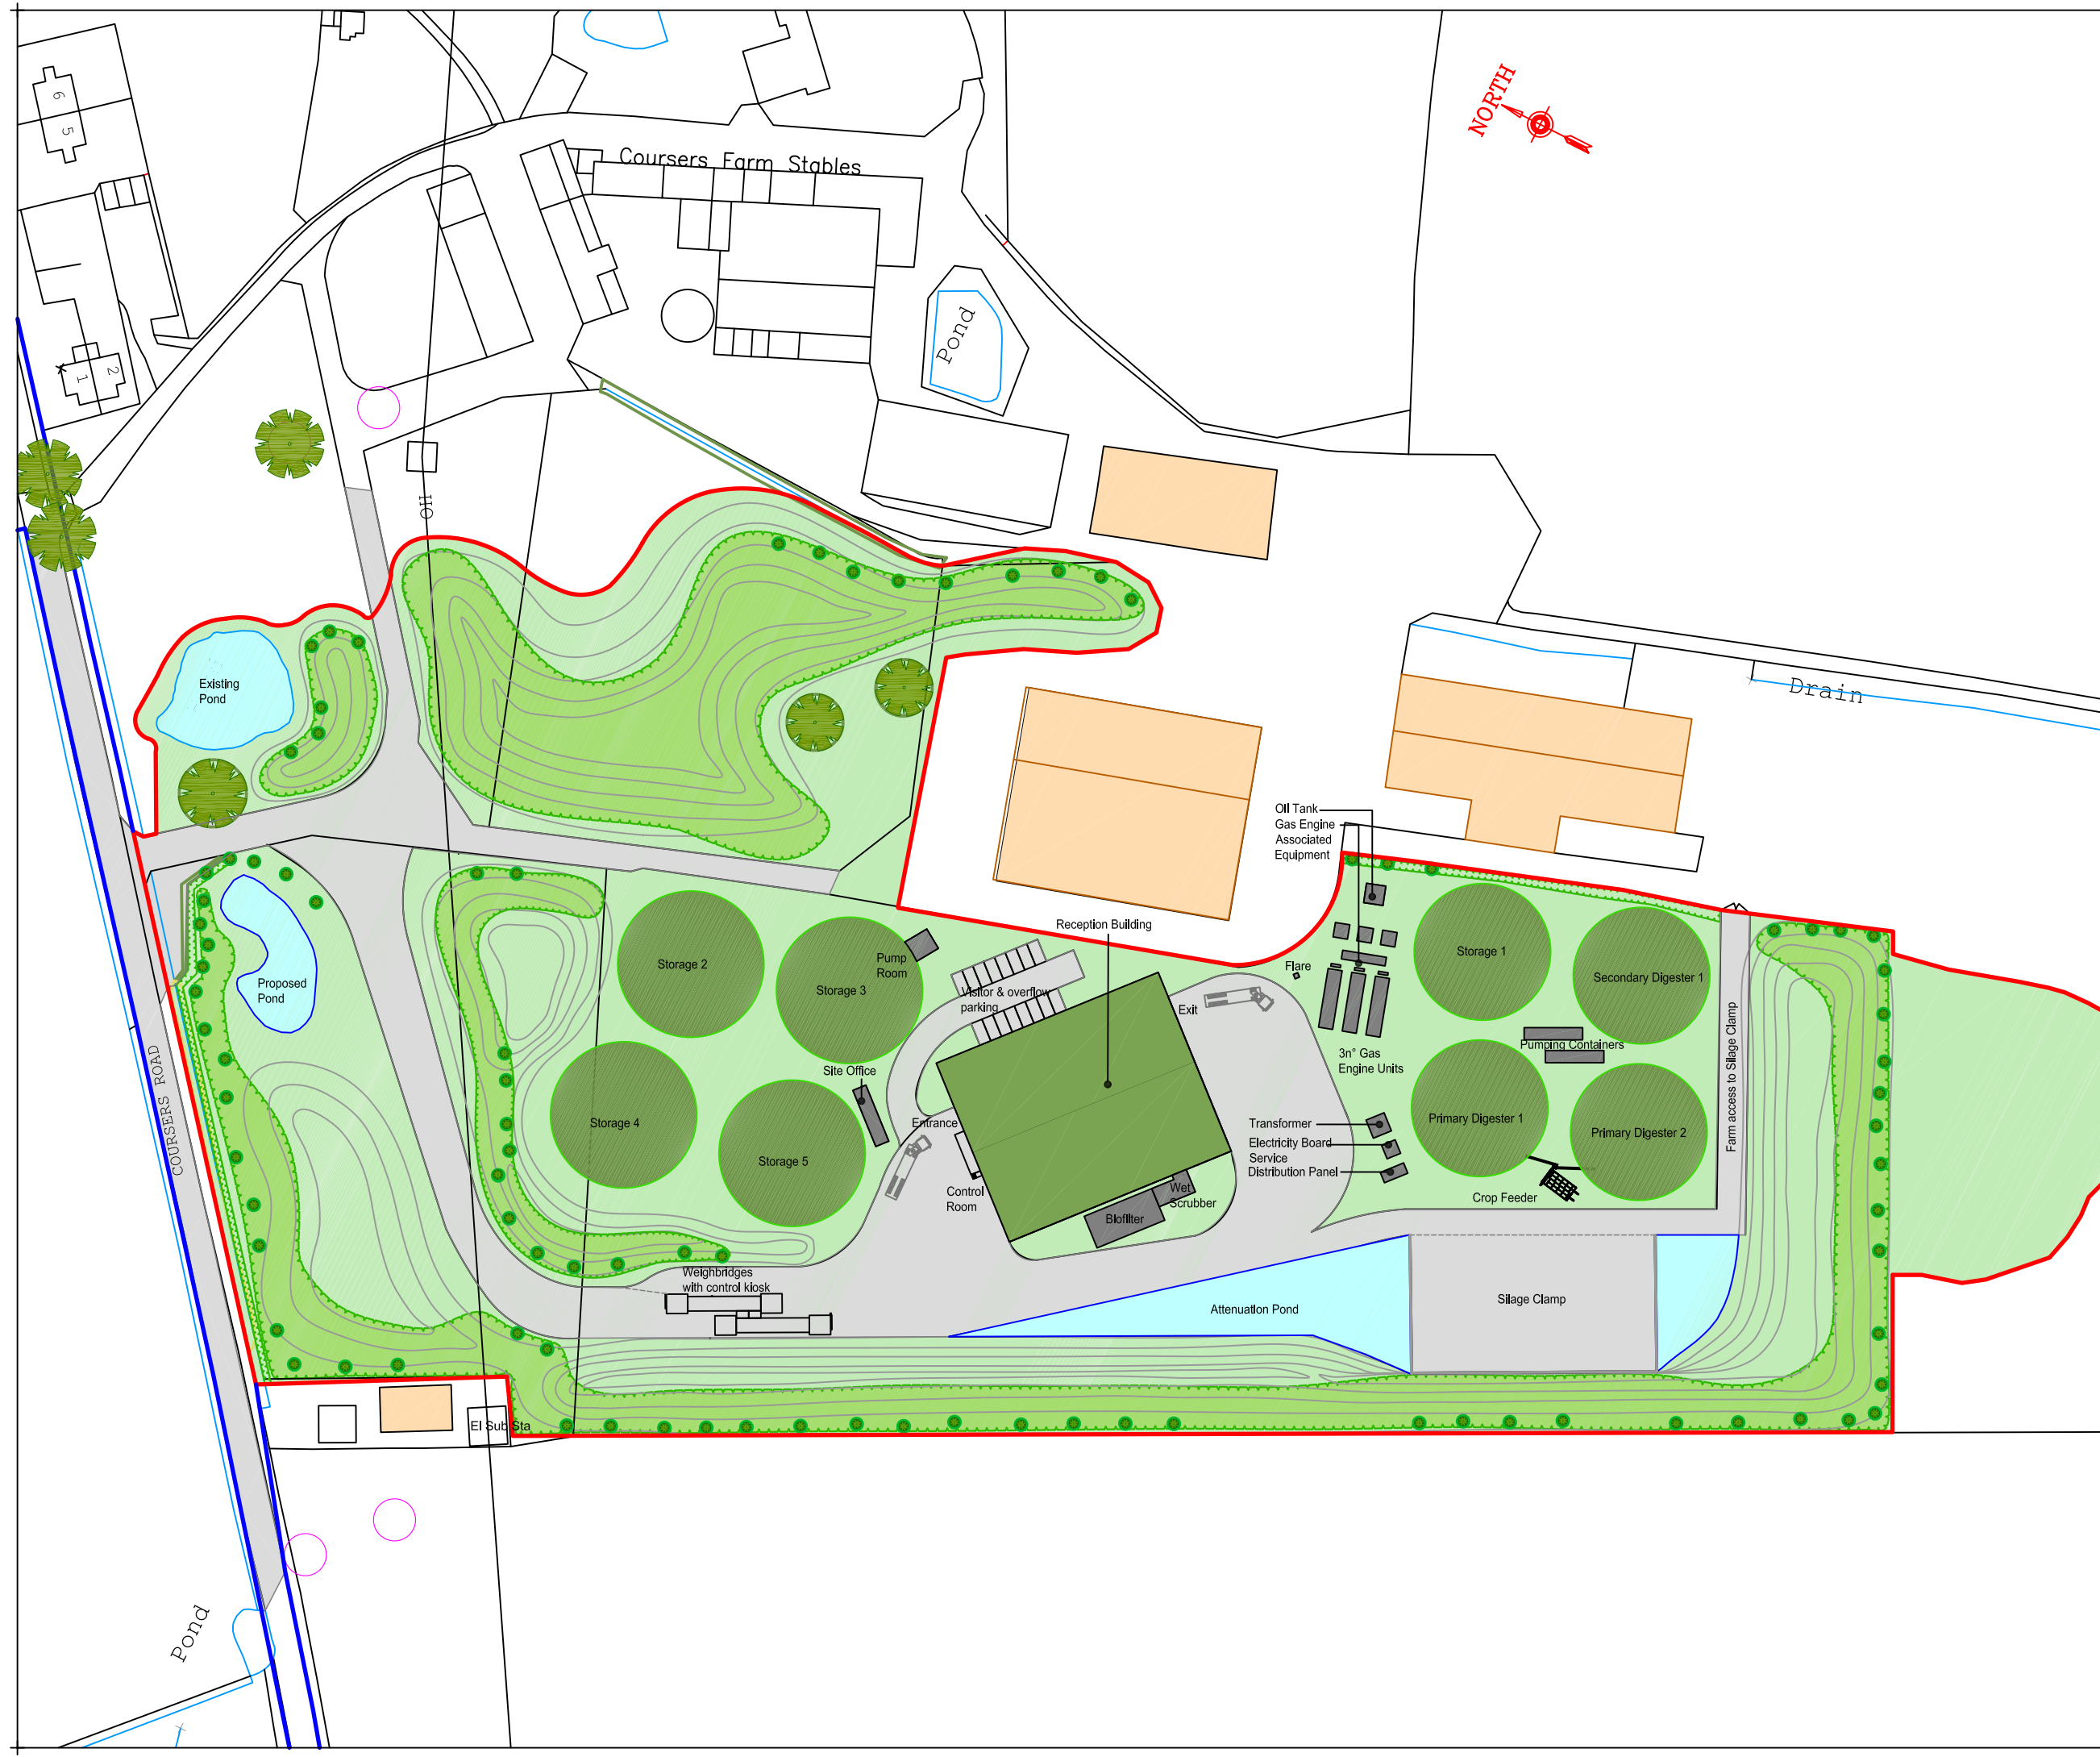 NORTH
6
5
Coursers Farm Stables
Pond
1
2
OIO
Existing
Pond
Drain
Oil Tank
Gas Engine
Associated
Equipment
Reception Building
Storage 1
Secondary Digester 1
Storage 2
Pump
Room
Storage 3
Flare
Visitor & overflow
parking
Exit
Proposed
Pond
Farm access to Silage Clamp
Pumping Containers
3n° Gas
Engine Units
COURSERS ROAD
Site Office
Storage 4
Entrance
Transformer
Electricity Board
Service
Distribution Panel
Primary Digester 1
Primary Digester 2
Storage 5
Control
Room
Wet
Scrubber
Biofilter
Crop Feeder
Weighbridges
with control kiosk
Attenuation Pond
Silage Clamp
El Sub Sta
Pond